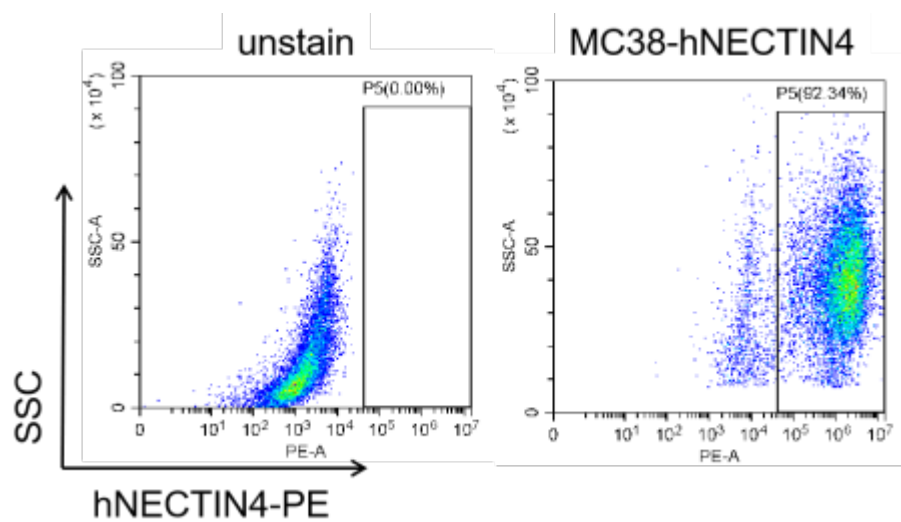 unstain
MC38-hNECTIN4
P5(0.00%)
(x 10⁴)
100
50
0
SSC-A
0 10¹ 10² 10³ 10⁴ 10⁵ 10⁶ 10⁷
PE-A
P5(92.34%)
(x 10⁴)
100
50
0
SSC-A
0 10¹ 10² 10³ 10⁴ 10⁵ 10⁶ 10⁷
PE-A
SSC
hNECTIN4-PE